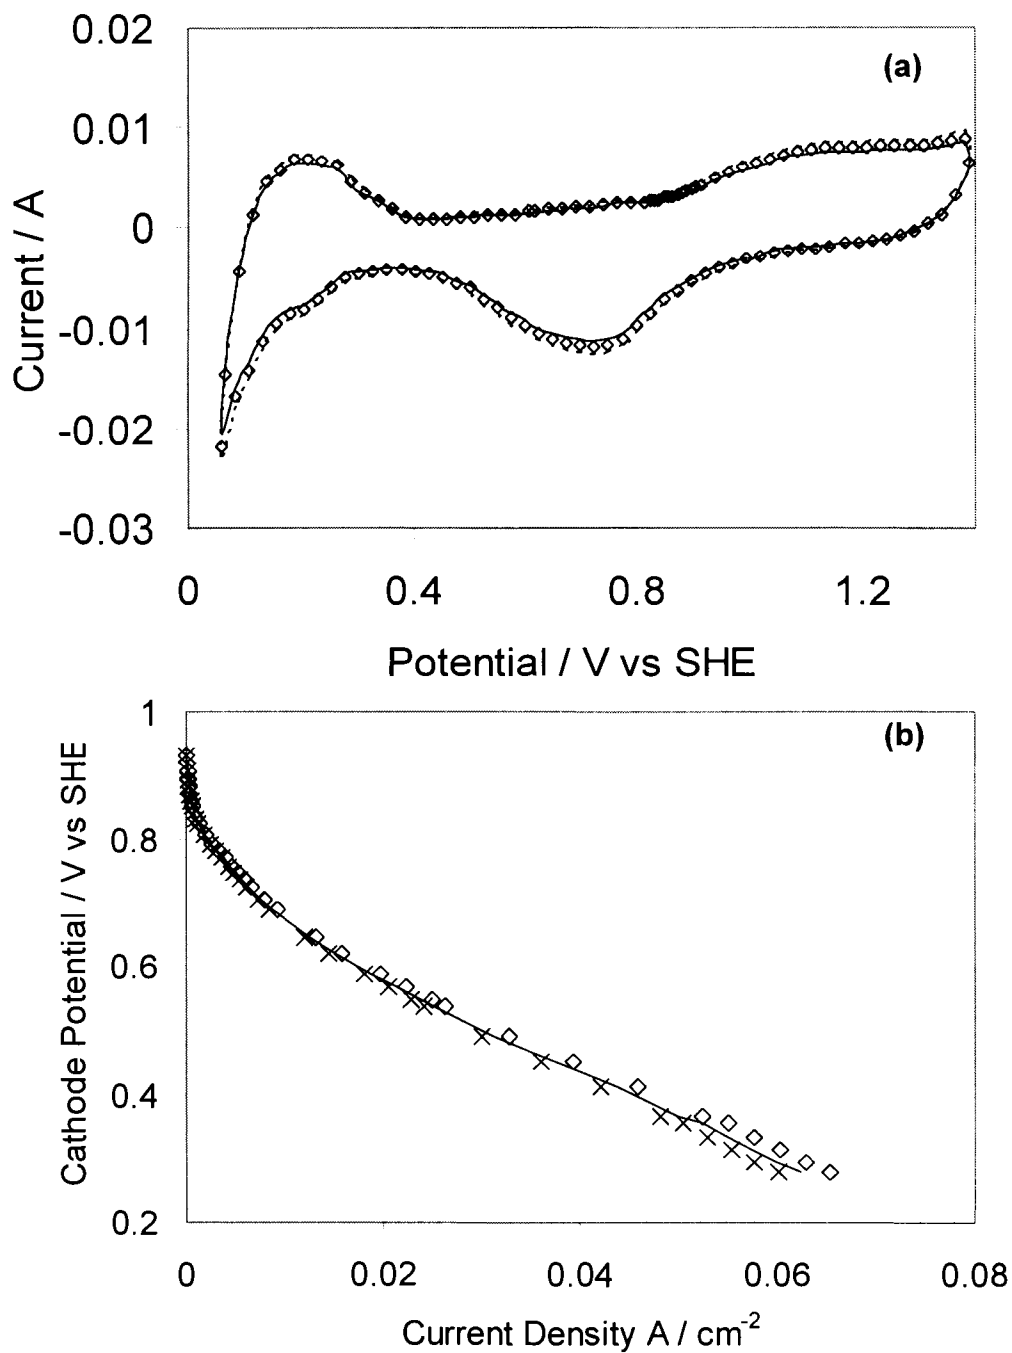 0.02
(a)
0.01
0
-0.01
-0.02
-0.03
Current / A
0 0.4 0.8 1.2
Potential / V vs SHE
1
(b)
0.8
0.6
0.4
0.2
Cathode Potential / V vs SHE
0 0.02 0.04 0.06 0.08
Current Density A / cm⁻²